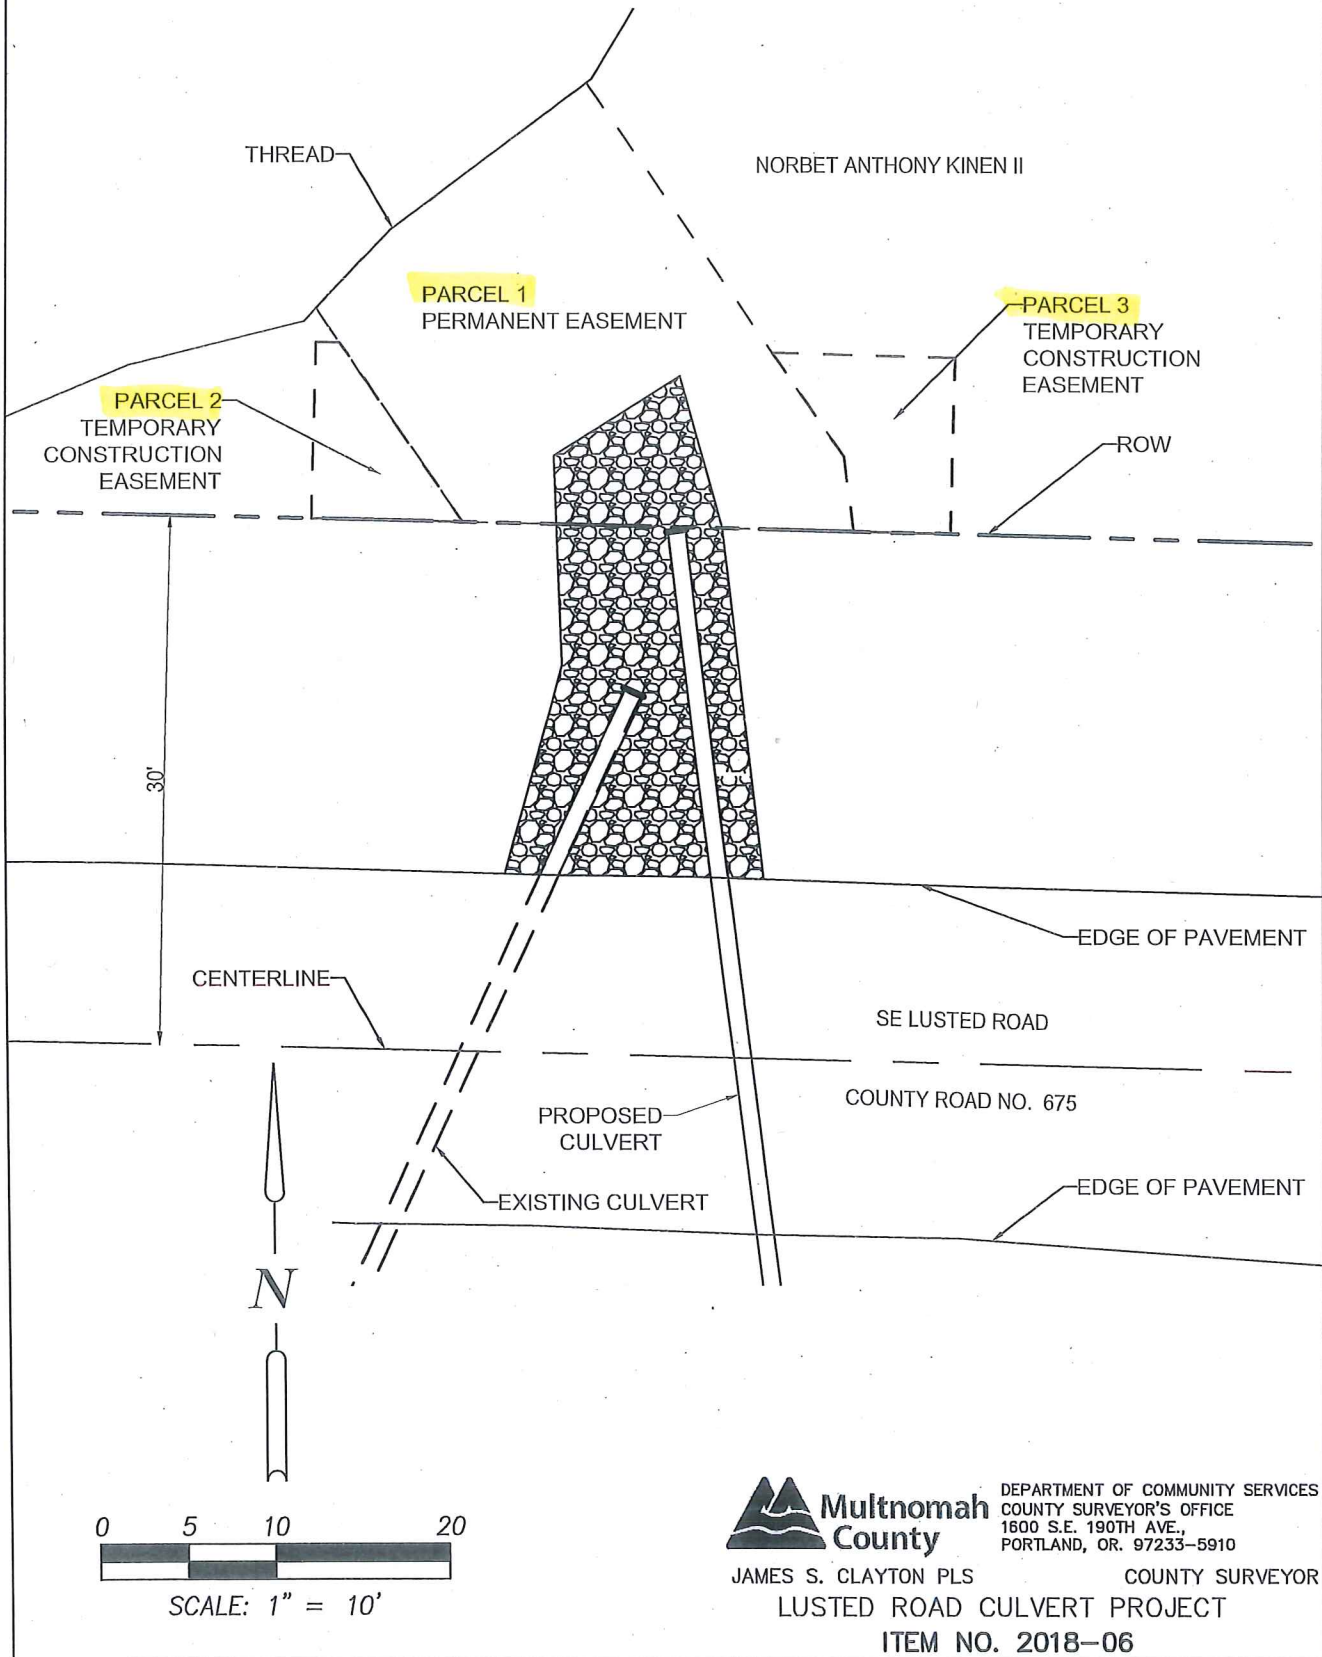 THREAD
NORBET ANTHONY KINEN II
PARCEL 1
PERMANENT EASEMENT
PARCEL 3
TEMPORARY
CONSTRUCTION
EASEMENT
PARCEL 2
TEMPORARY
CONSTRUCTION
EASEMENT
ROW
30'
EDGE OF PAVEMENT
CENTERLINE
SE LUSTED ROAD
COUNTY ROAD NO. 675
PROPOSED
CULVERT
EXISTING CULVERT
EDGE OF PAVEMENT
N
0 5 10 20
SCALE: 1" = 10'
Multnomah
County
DEPARTMENT OF COMMUNITY SERVICES
COUNTY SURVEYOR'S OFFICE
1600 S.E. 190TH AVE.,
PORTLAND, OR. 97233-5910
JAMES S. CLAYTON PLS COUNTY SURVEYOR
LUSTED ROAD CULVERT PROJECT
ITEM NO. 2018-06